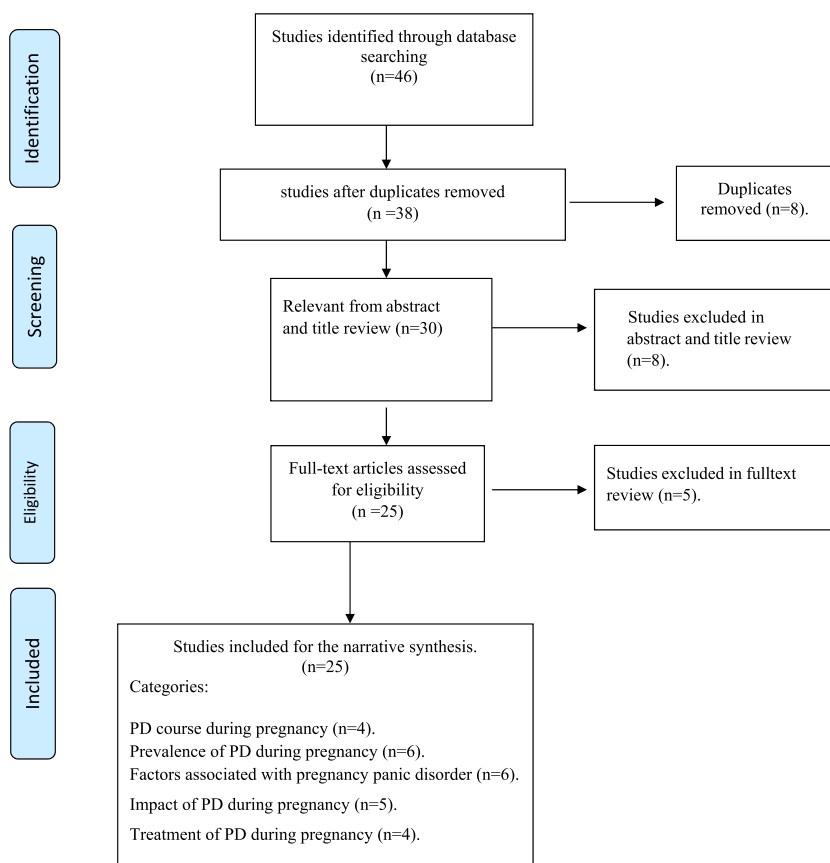 Identification
Studies identified through database
searching
(n=46)
studies after duplicates removed
(n =38)
Duplicates
removed (n=8).
Screening
Relevant from abstract
and title review (n=30)
Studies excluded in
abstract and title review
(n=8).
Eligibility
Full-text articles assessed
for eligibility
(n =25)
Studies excluded in fulltext
review (n=5).
Included
Studies included for the narrative synthesis.
(n=25)
Categories:
PD course during pregnancy (n=4).
Prevalence of PD during pregnancy (n=6).
Factors associated with pregnancy panic disorder (n=6).
Impact of PD during pregnancy (n=5).
Treatment of PD during pregnancy (n=4).